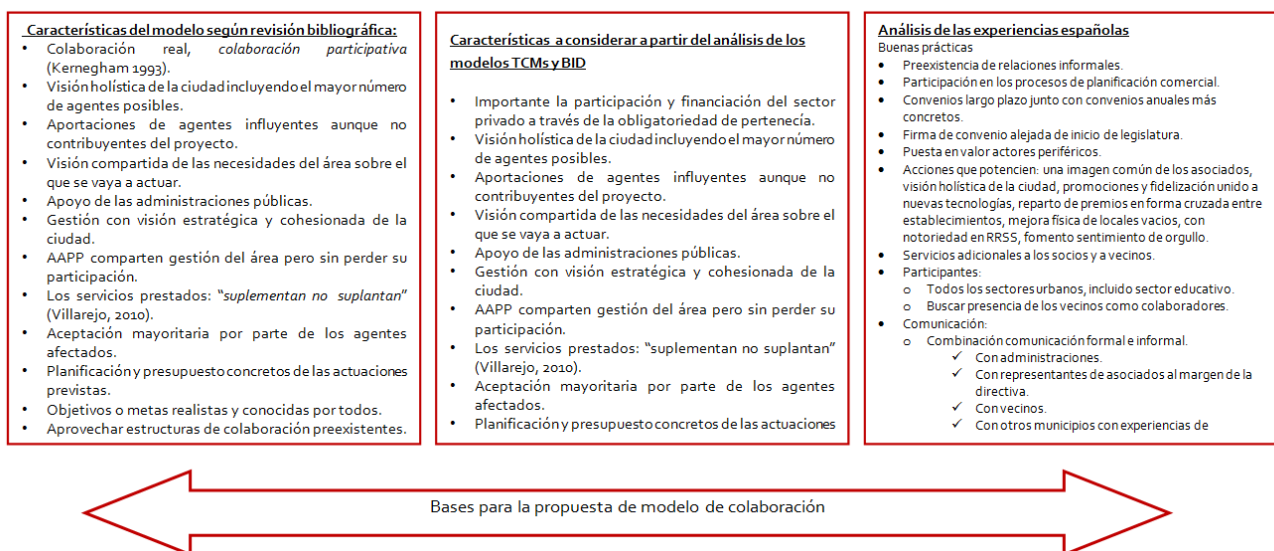 Características del modelo según revisión bibliográfica:
• Colaboración real, colaboración participativa
(Kernegham 1993).
• Visión holística de la ciudad incluyendo el mayor número
de agentes posibles.
• Aportaciones de agentes influyentes aunque no
contribuyentes del proyecto.
• Visión compartida de las necesidades del área sobre el
que se vaya a actuar.
• Apoyo de las administraciones públicas.
• Gestión con visión estratégica y cohesionada de la
ciudad.
• AAPP comparten gestión del área pero sin perder su
participación.
• Los servicios prestados: “suplementan no suplantan”
(Villarejo, 2010).
• Aceptación mayoritaria por parte de los agentes
afectados.
• Planificación y presupuesto concretos de las actuaciones
previstas.
• Objetivos o metas realistas y conocidas por todos.
• Aprovechar estructuras de colaboración preexistentes.
Características a considerar a partir del análisis de los
modelos TCMs y BID
• Importante la participación y financiación del sector
privado a través de la obligatoriedad de pertenecía.
• Visión holística de la ciudad incluyendo el mayor número
de agentes posibles.
• Aportaciones de agentes influyentes aunque no
contribuyentes del proyecto.
• Visión compartida de las necesidades del área sobre el
que se vaya a actuar.
• Apoyo de las administraciones públicas.
• Gestión con visión estratégica y cohesionada de la
ciudad.
• AAPP comparten gestión del área pero sin perder su
participación.
• Los servicios prestados: “suplementan no suplantan”
(Villarejo, 2010).
• Aceptación mayoritaria por parte de los agentes
afectados.
• Planificación y presupuesto concretos de las actuaciones
Análisis de las experiencias españolas
Buenas prácticas
• Preexistencia de relaciones informales.
• Participación en los procesos de planificación comercial.
• Convenios largo plazo junto con convenios anuales más
concretos.
• Firma de convenio alejada de inicio de legislatura.
• Puesta en valor actores periféricos.
• Acciones que potencien: una imagen común de los asociados,
visión holística de la ciudad, promociones y fidelización unido a
nuevas tecnologías, reparto de premios en forma cruzada entre
establecimientos, mejora física de locales vacios, con
notoriedad en RRSS, fomento sentimiento de orgullo.
• Servicios adicionales a los socios y a vecinos.
• Participantes:
o Todos los sectores urbanos, incluido sector educativo.
o Buscar presencia de los vecinos como colaboradores.
• Comunicación:
o Combinación comunicación formal e informal.
✓ Con administraciones.
✓ Con representantes de asociados al margen de la
directiva.
✓ Con vecinos.
✓ Con otros municipios con experiencias de
Bases para la propuesta de modelo de colaboración